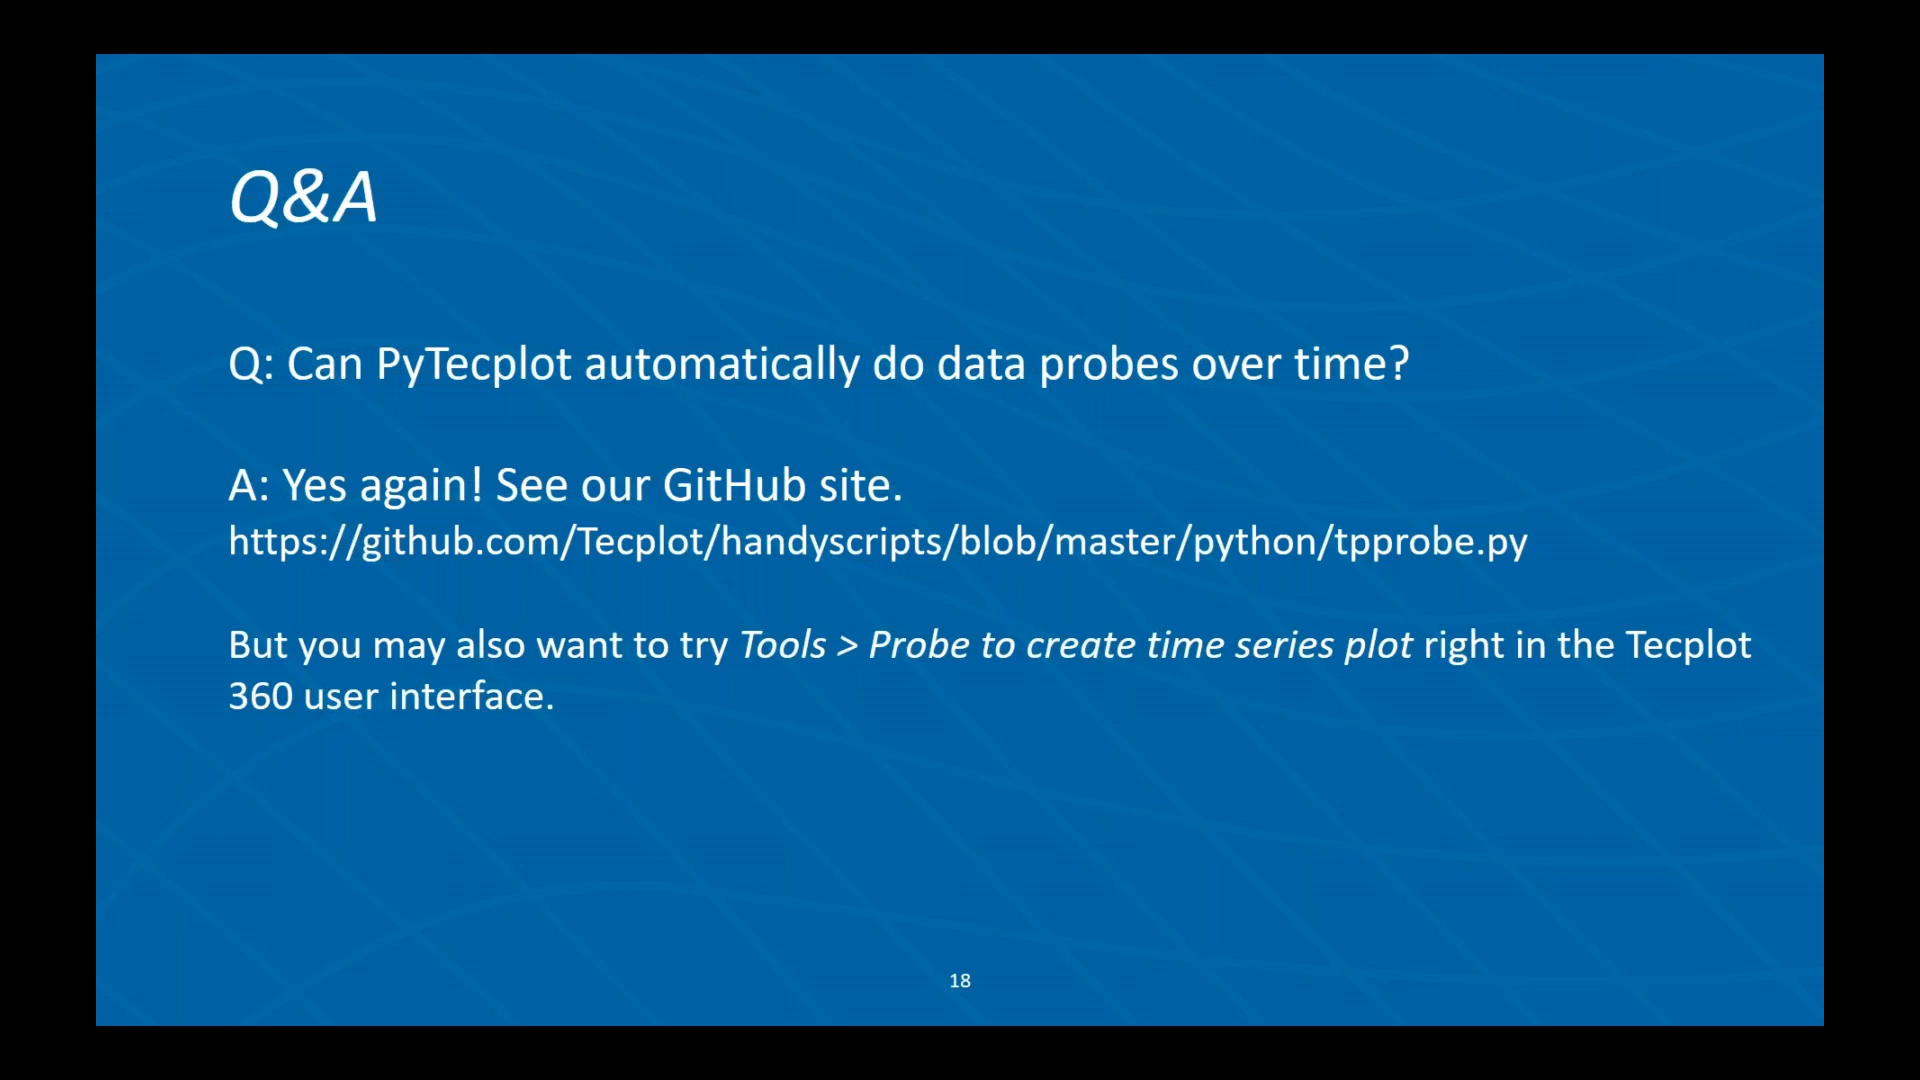 Q&A
Q: Can PyTecplot automatically do data probes over time?
A: Yes again! See our GitHub site.
https://github.com/Tecplot/handyscripts/blob/master/python/tpprobe.py
But you may also want to try Tools > Probe to create time series plot right in the Tecplot
360 user interface.
18